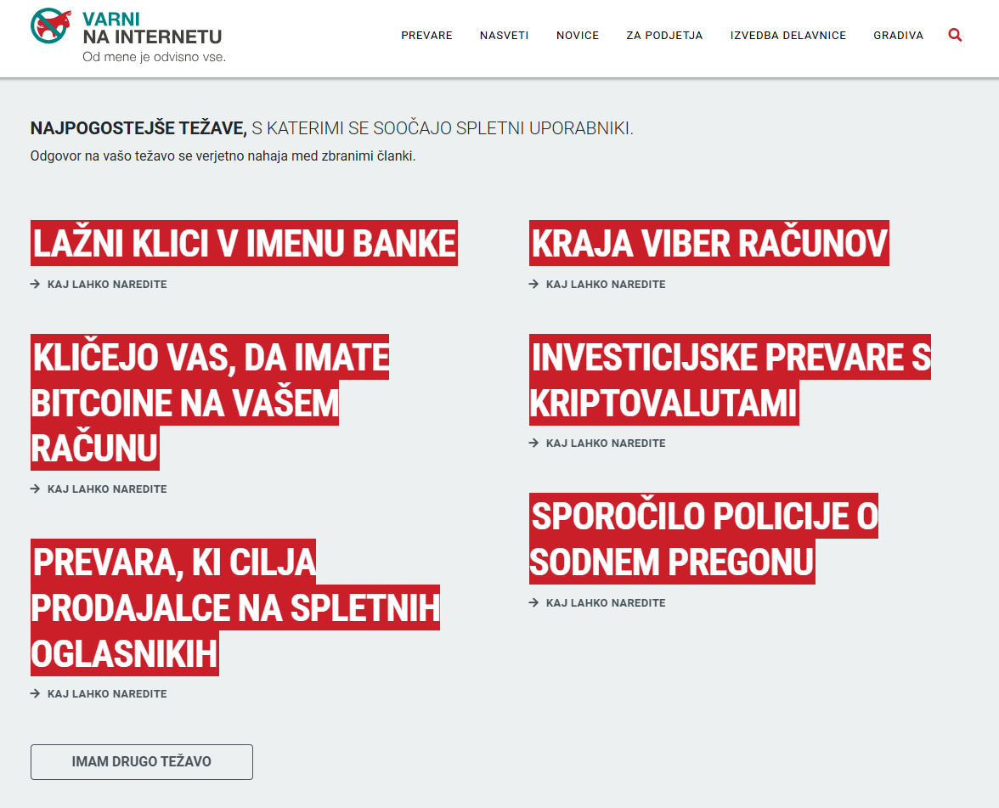 VARNI
NA INTERNETU
Od mene je odvisno vse.
PREVARE NASVETI NOVICE ZA PODJETJA IZVEDBA DELAVNICE GRADIVA
NAJPOGOSTEJŠE TEŽAVE, S KATERIMI SE SOOČAJO SPLETNI UPORABNIKI.
Odgovor na vašo težavo se verjetno nahaja med zbranimi članki.
LAŽNI KLICI V IMENU BANKE
KAJ LAHKO NAREDITE
KLIČEJO VAS, DA IMATE
BITCOINE NA VAŠEM
RAČUNU
KAJ LAHKO NAREDITE
PREVARA, KI CILJA
PRODAJALCE NA SPLETNIH
OGLASNIKIH
KAJ LAHKO NAREDITE
KRAJA VIBER RAČUNOV
KAJ LAHKO NAREDITE
INVESTICIJSKE PREVARE S
KRIPTOVALUTAMI
KAJ LAHKO NAREDITE
SPOROČILO POLICIJE O
SODNEM PREGONU
KAJ LAHKO NAREDITE
IMAM DRUGO TEŽAVO